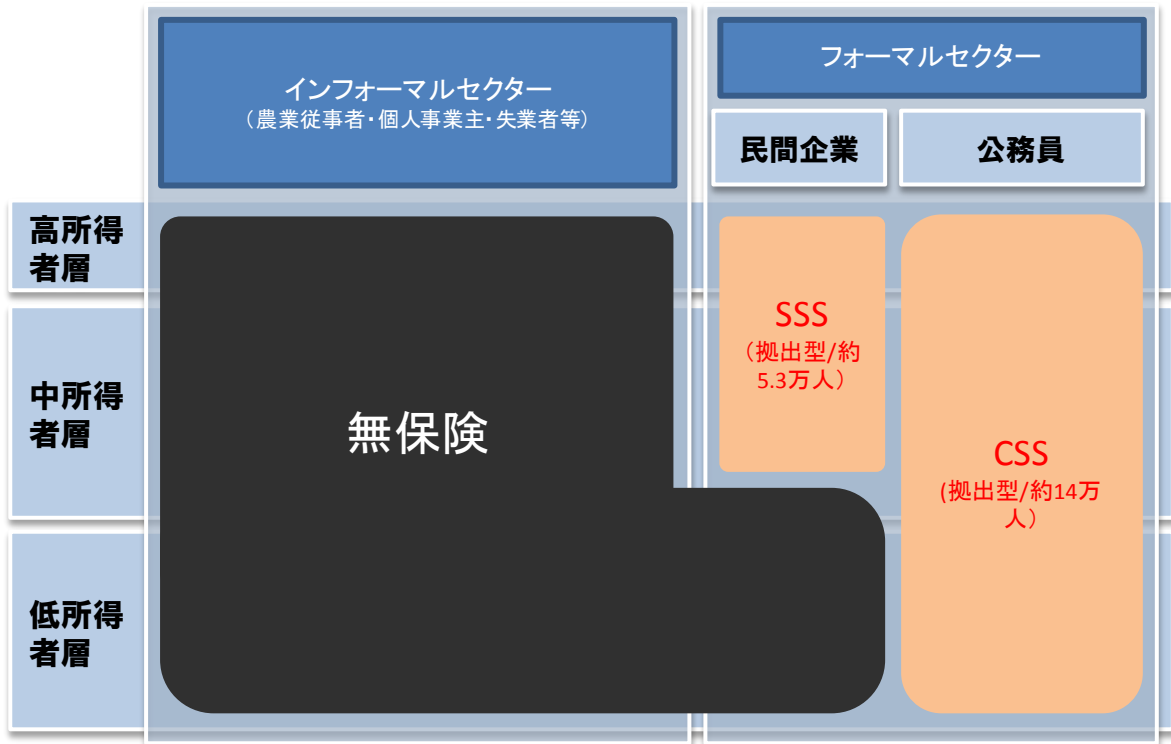 インフォーマルセクター
（農業従事者・個人事業主・失業者等）
フォーマルセクター
民間企業
公務員
高所得
者層
中所得
者層
低所得
者層
無保険
SSS
（拠出型/約
5.3万人）
CSS
(拠出型/約14万
人）